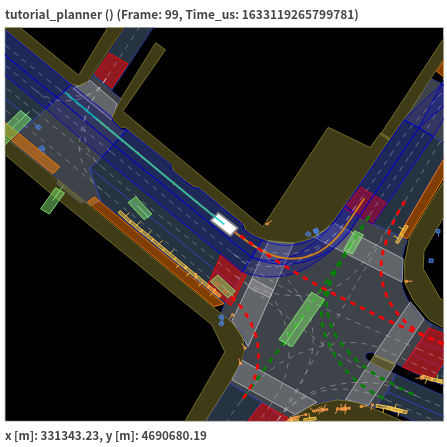 tutorial_planner () (Frame: 99, Time_us: 1633119265799781)
x [m]: 331343.23, y [m]: 4690680.19